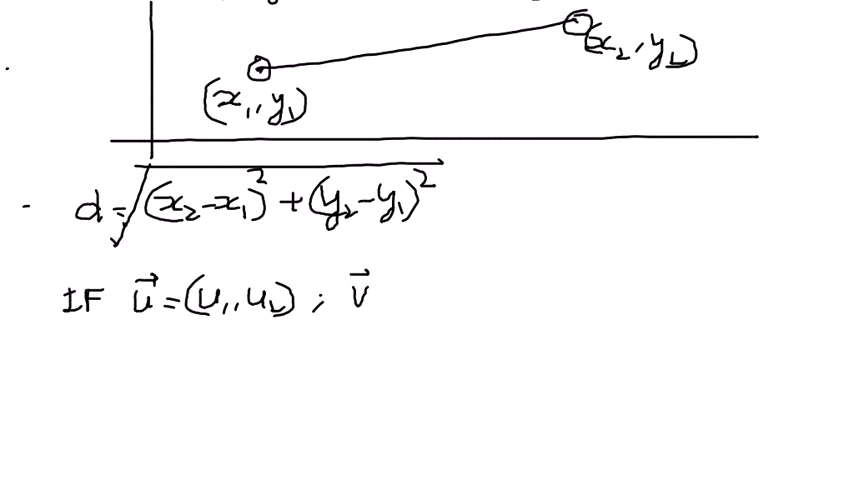 (x₁, y₁)
(x₂, y₂)
d = √(x₂-x₁)² + (y₂-y₁)²
IF u⃗ = (u₁, u₂) ; v⃗